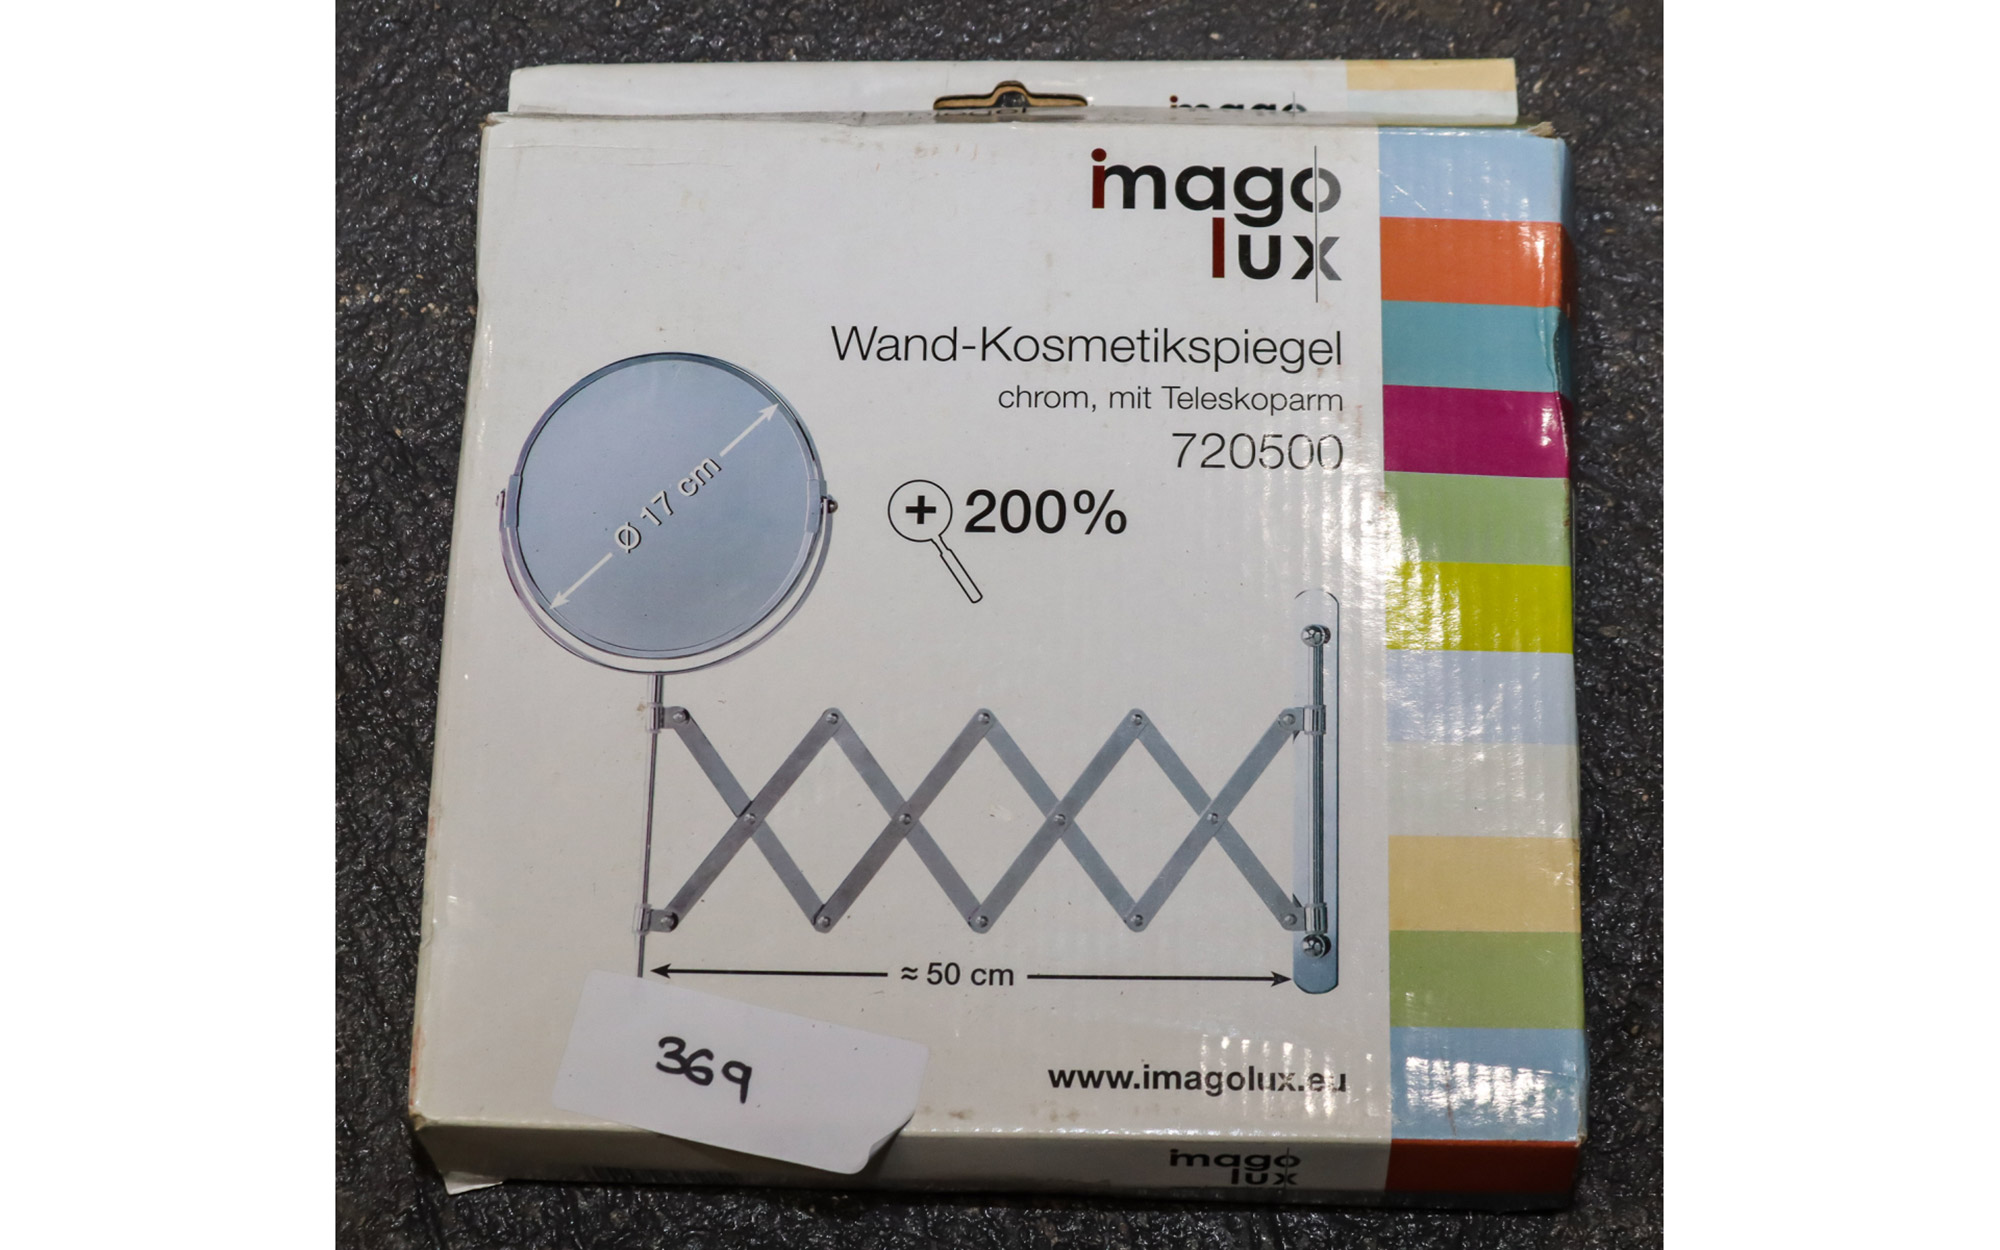 imago
imago
lux
Wand-Kosmetikspiegel
chrom, mit Teleskoparm
720500
+ 200%
Ø 17 cm
≈ 50 cm
369
www.imagolux.eu
imago
lux